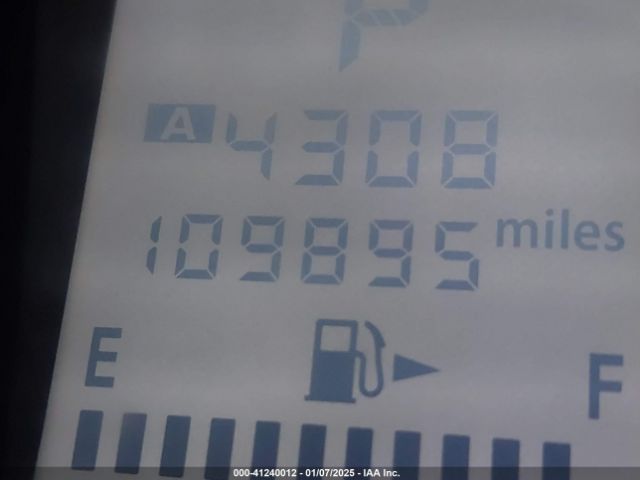 P
A 4308
109895 miles
E F
000-41240012 - 01/07/2025 - IAA Inc.